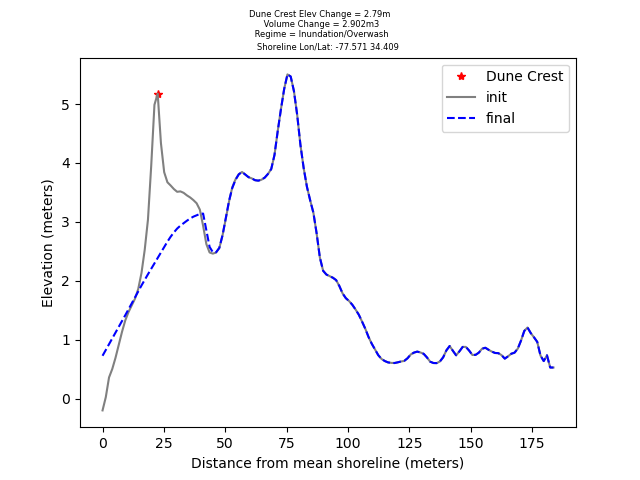 Dune Crest Elev Change = 2.79m
Volume Change = 2.902m3
Regime = Inundation/Overwash
Shoreline Lon/Lat: -77.571 34.409
Dune Crest
init
final
Elevation (meters)
5
4
3
2
1
0
0 25 50 75 100 125 150 175
Distance from mean shoreline (meters)